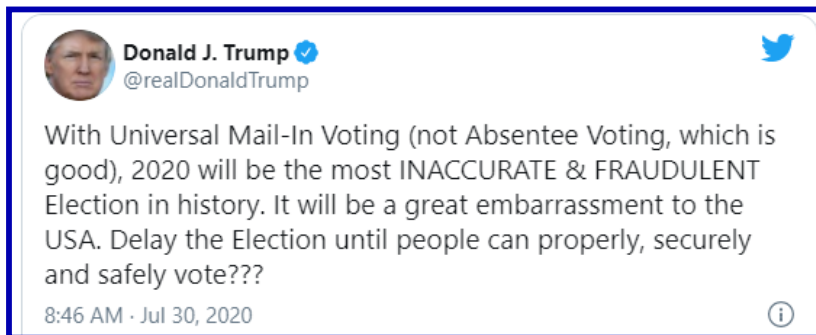 Donald J. Trump
@realDonaldTrump
With Universal Mail-In Voting (not Absentee Voting, which is
good), 2020 will be the most INACCURATE & FRAUDULENT
Election in history. It will be a great embarrassment to the
USA. Delay the Election until people can properly, securely
and safely vote???
8:46 AM · Jul 30, 2020